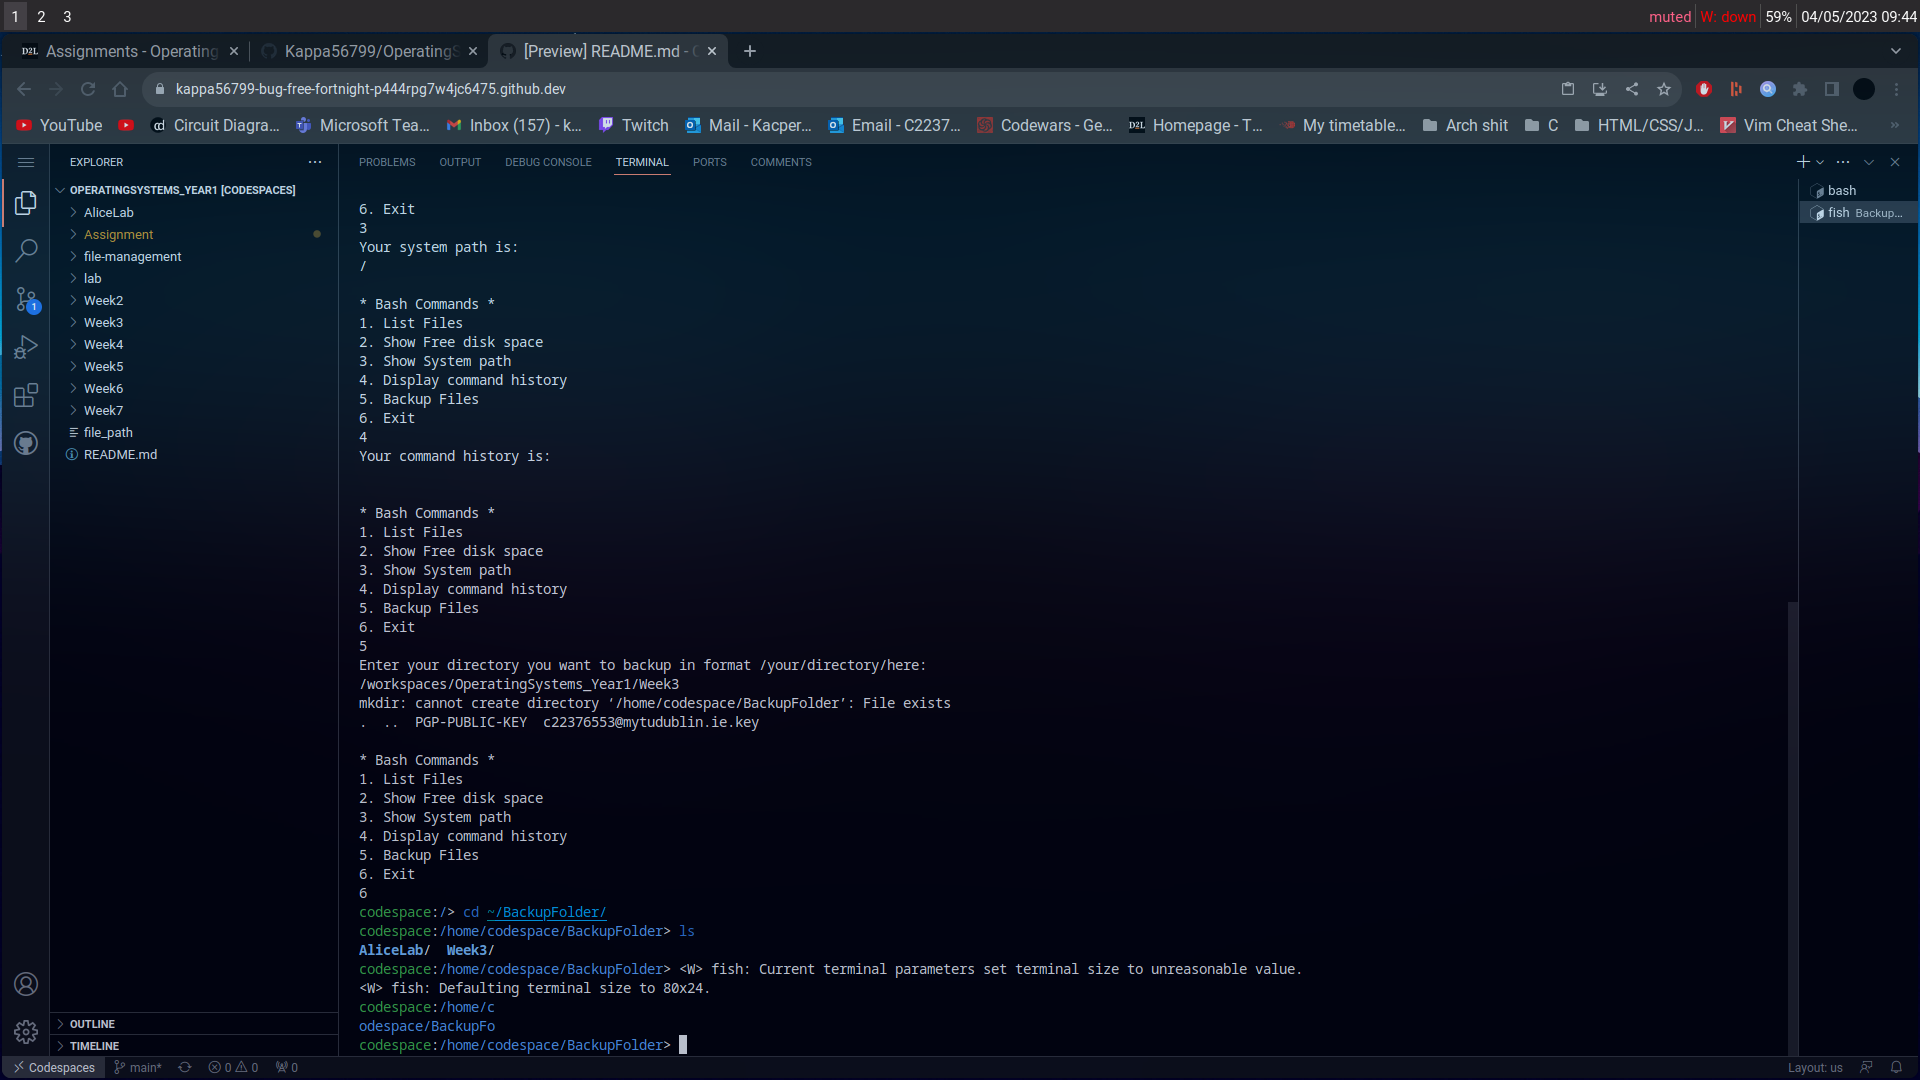 1 2 3
muted W: down 59% 04/05/2023 09:44
D2L Assignments - Operating
Kappa56799/OperatingS
[Preview] README.md - C
kappa56799-bug-free-fortnight-p444rpg7w4jc6475.github.dev
YouTube
Circuit Diagra...
Microsoft Tea...
Inbox (157) - k...
Twitch
Mail - Kacper...
Email - C2237...
Codewars - Ge...
D2L Homepage - T...
My timetable...
Arch shit
C
HTML/CSS/J...
Vim Cheat She...
EXPLORER
OPERATINGSYSTEMS_YEAR1 [CODESPACES]
AliceLab
Assignment
file-management
lab
Week2
Week3
Week4
Week5
Week6
Week7
file_path
README.md
1
OUTLINE
TIMELINE
PROBLEMS OUTPUT DEBUG CONSOLE TERMINAL PORTS COMMENTS
6. Exit
3
Your system path is:
/
* Bash Commands *
1. List Files
2. Show Free disk space
3. Show System path
4. Display command history
5. Backup Files
6. Exit
4
Your command history is:
* Bash Commands *
1. List Files
2. Show Free disk space
3. Show System path
4. Display command history
5. Backup Files
6. Exit
5
Enter your directory you want to backup in format /your/directory/here:
/workspaces/OperatingSystems_Year1/Week3
mkdir: cannot create directory ‘/home/codespace/BackupFolder’: File exists
.  ..  PGP-PUBLIC-KEY  c22376553@mytudublin.ie.key
* Bash Commands *
1. List Files
2. Show Free disk space
3. Show System path
4. Display command history
5. Backup Files
6. Exit
6
codespace:/> cd ~/BackupFolder/
codespace:/home/codespace/BackupFolder> ls
AliceLab/  Week3/
codespace:/home/codespace/BackupFolder> <W> fish: Current terminal parameters set terminal size to unreasonable value.
<W> fish: Defaulting terminal size to 80x24.
codespace:/home/c
odespace/BackupFo
codespace:/home/codespace/BackupFolder>
bash
fish Backup...
Codespaces main* 0 0 0
Layout: us